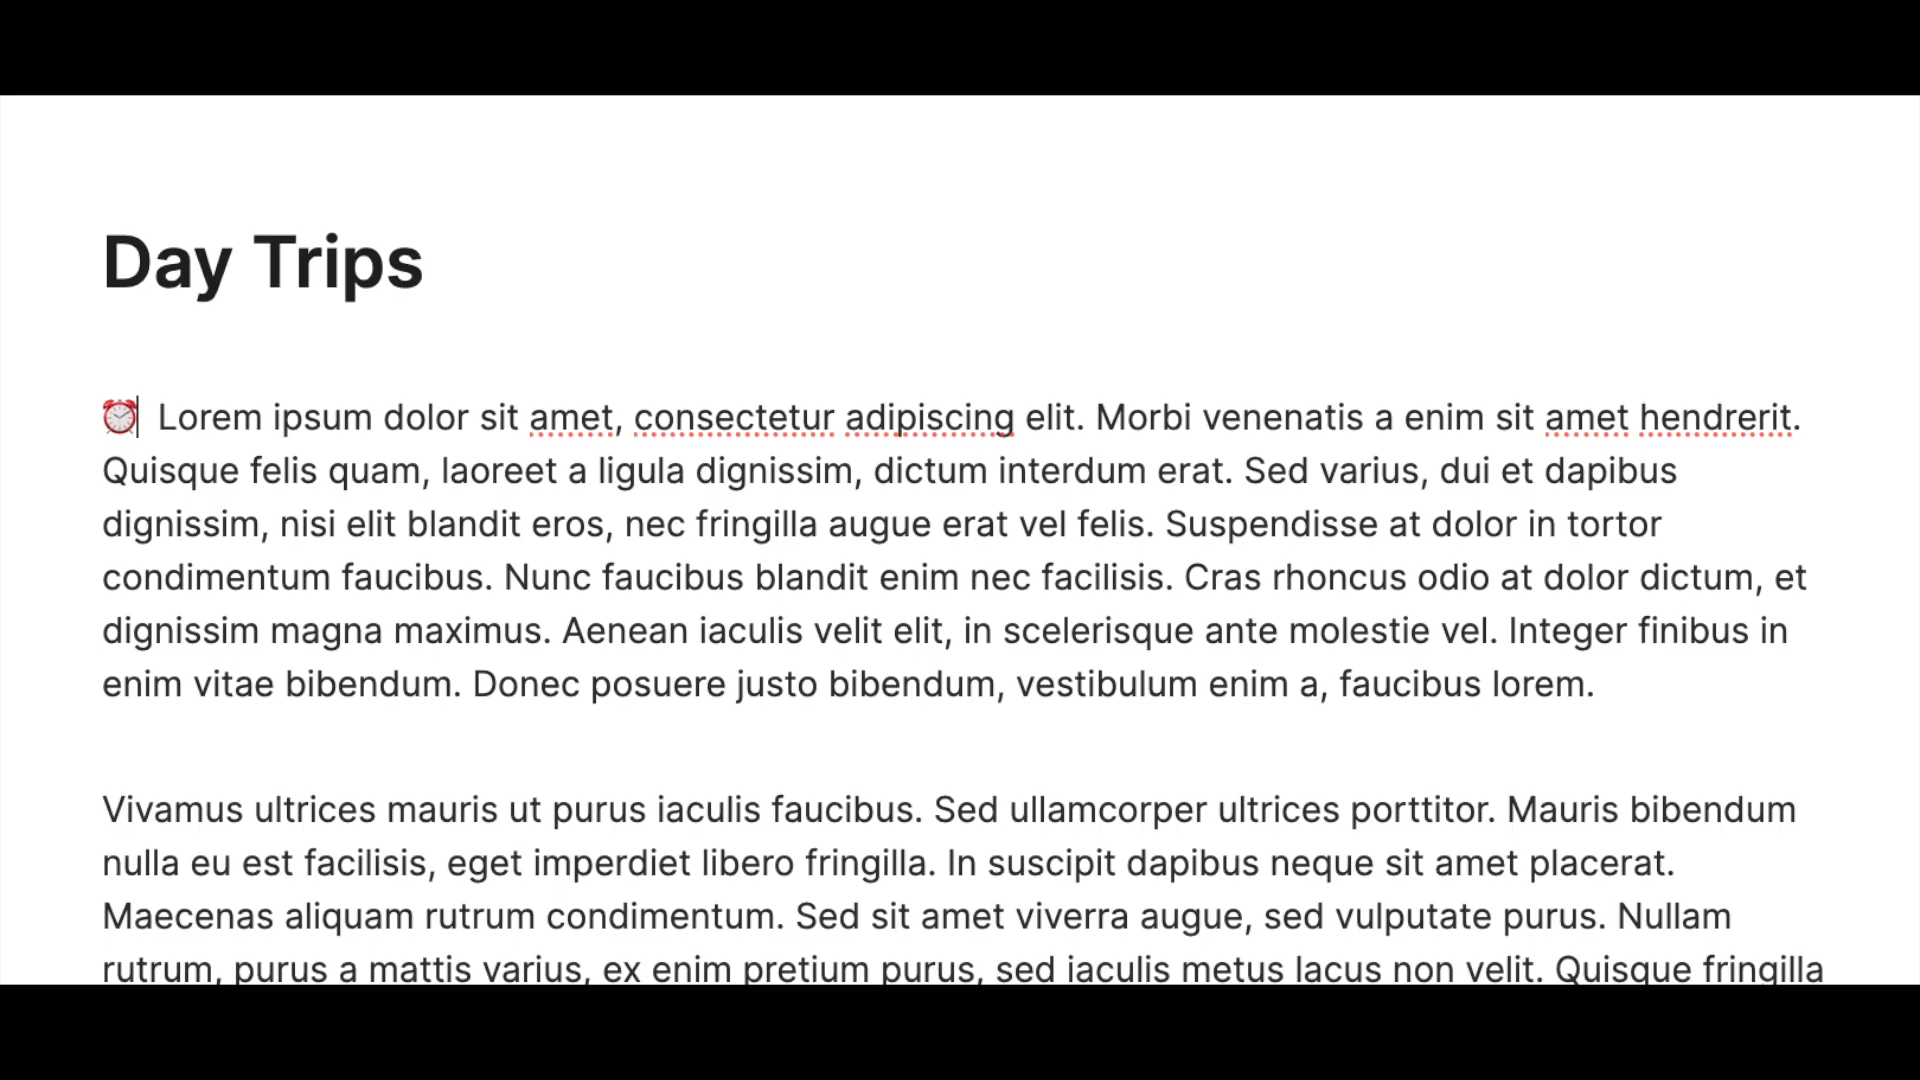 Day Trips
⏰ Lorem ipsum dolor sit amet, consectetur adipiscing elit. Morbi venenatis a enim sit amet hendrerit.
Quisque felis quam, laoreet a ligula dignissim, dictum interdum erat. Sed varius, dui et dapibus
dignissim, nisi elit blandit eros, nec fringilla augue erat vel felis. Suspendisse at dolor in tortor
condimentum faucibus. Nunc faucibus blandit enim nec facilisis. Cras rhoncus odio at dolor dictum, et
dignissim magna maximus. Aenean iaculis velit elit, in scelerisque ante molestie vel. Integer finibus in
enim vitae bibendum. Donec posuere justo bibendum, vestibulum enim a, faucibus lorem.
Vivamus ultrices mauris ut purus iaculis faucibus. Sed ullamcorper ultrices porttitor. Mauris bibendum
nulla eu est facilisis, eget imperdiet libero fringilla. In suscipit dapibus neque sit amet placerat.
Maecenas aliquam rutrum condimentum. Sed sit amet viverra augue, sed vulputate purus. Nullam
rutrum, purus a mattis varius, ex enim pretium purus, sed iaculis metus lacus non velit. Quisque fringilla